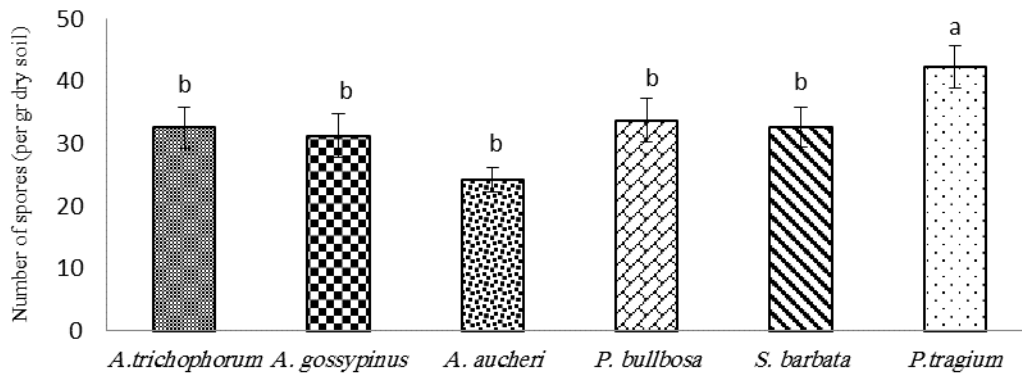 Number of spores (per gr dry soil)
50
40
30
20
10
0
b
b
b
b
b
a
A.trichophorum
A. gossypinus
A. aucheri
P. bullbosa
S. barbata
P.tragium